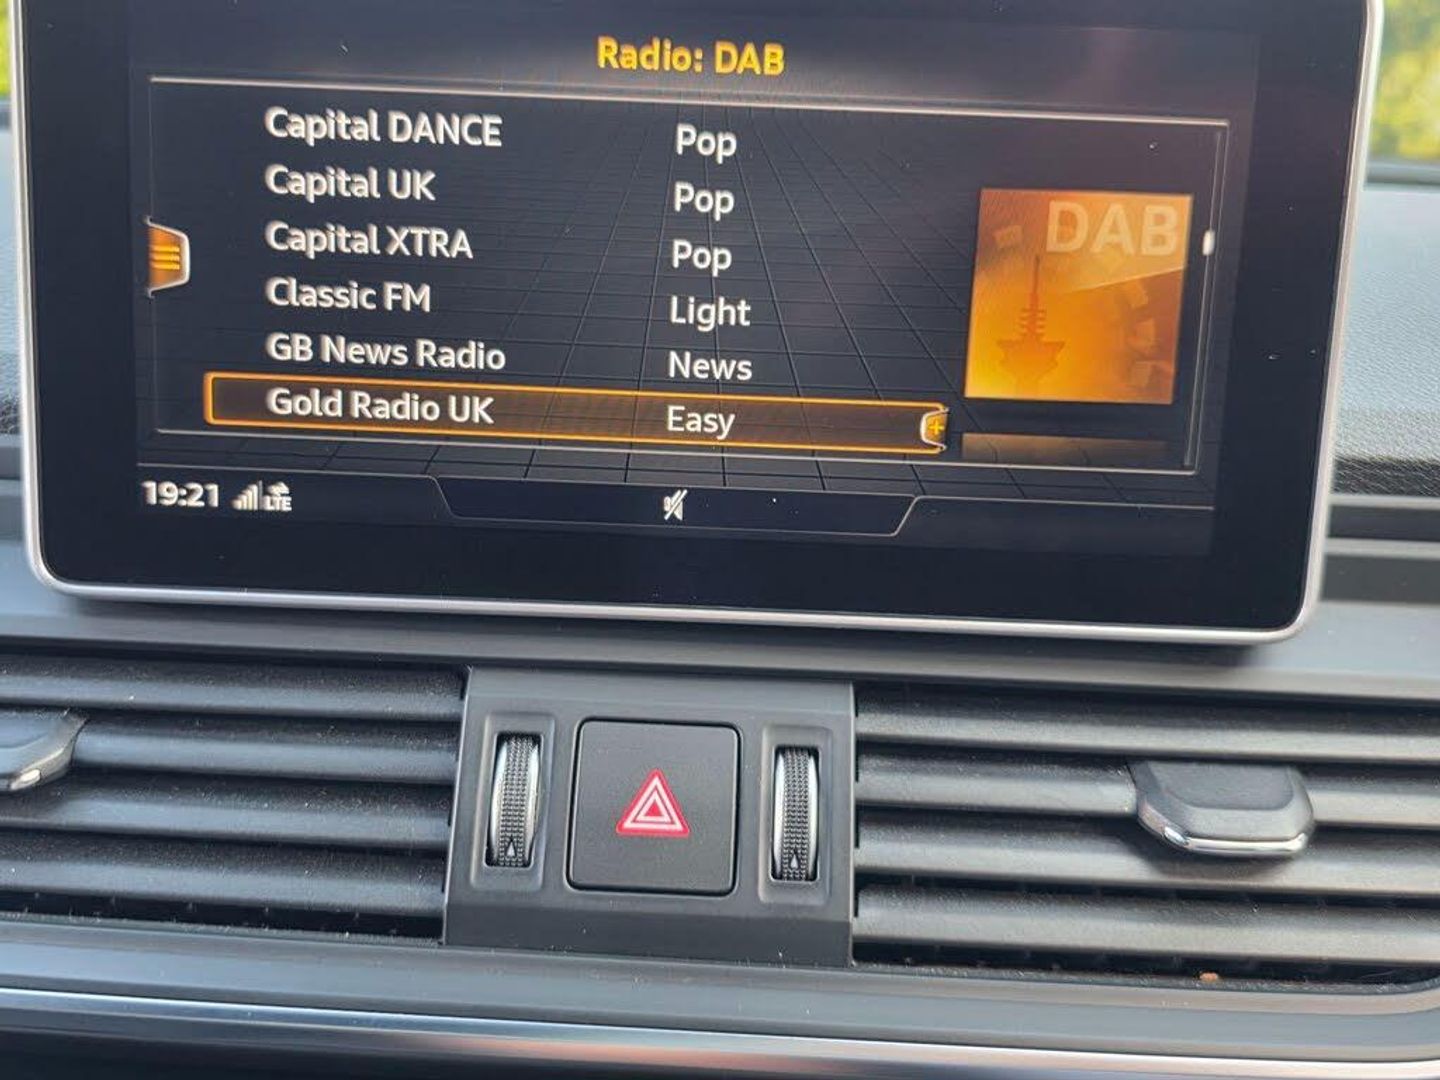 Radio: DAB
Capital DANCE Pop
Capital UK Pop
Capital XTRA Pop
Classic FM Light
GB News Radio News
Gold Radio UK Easy
DAB
19:21 LTE